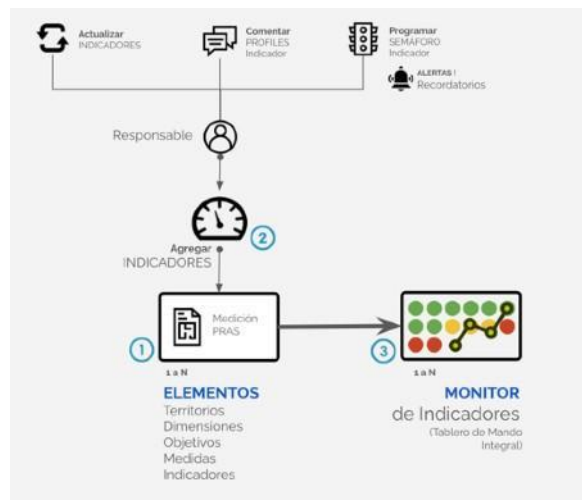 Actualizar
INDICADORES
Comentar
PROFILES
Indicador
Programar
SEMÁFORO
Indicador
ALERTAS !
Recordatorios
Responsable
2
Agregar
INDICADORES
Medición
PRAS
1
3
1 a N
1 a N
ELEMENTOS
Territorios
Dimensiones
Objetivos
Medidas
Indicadores
MONITOR
de Indicadores
(Tablero de Mando
Integral)